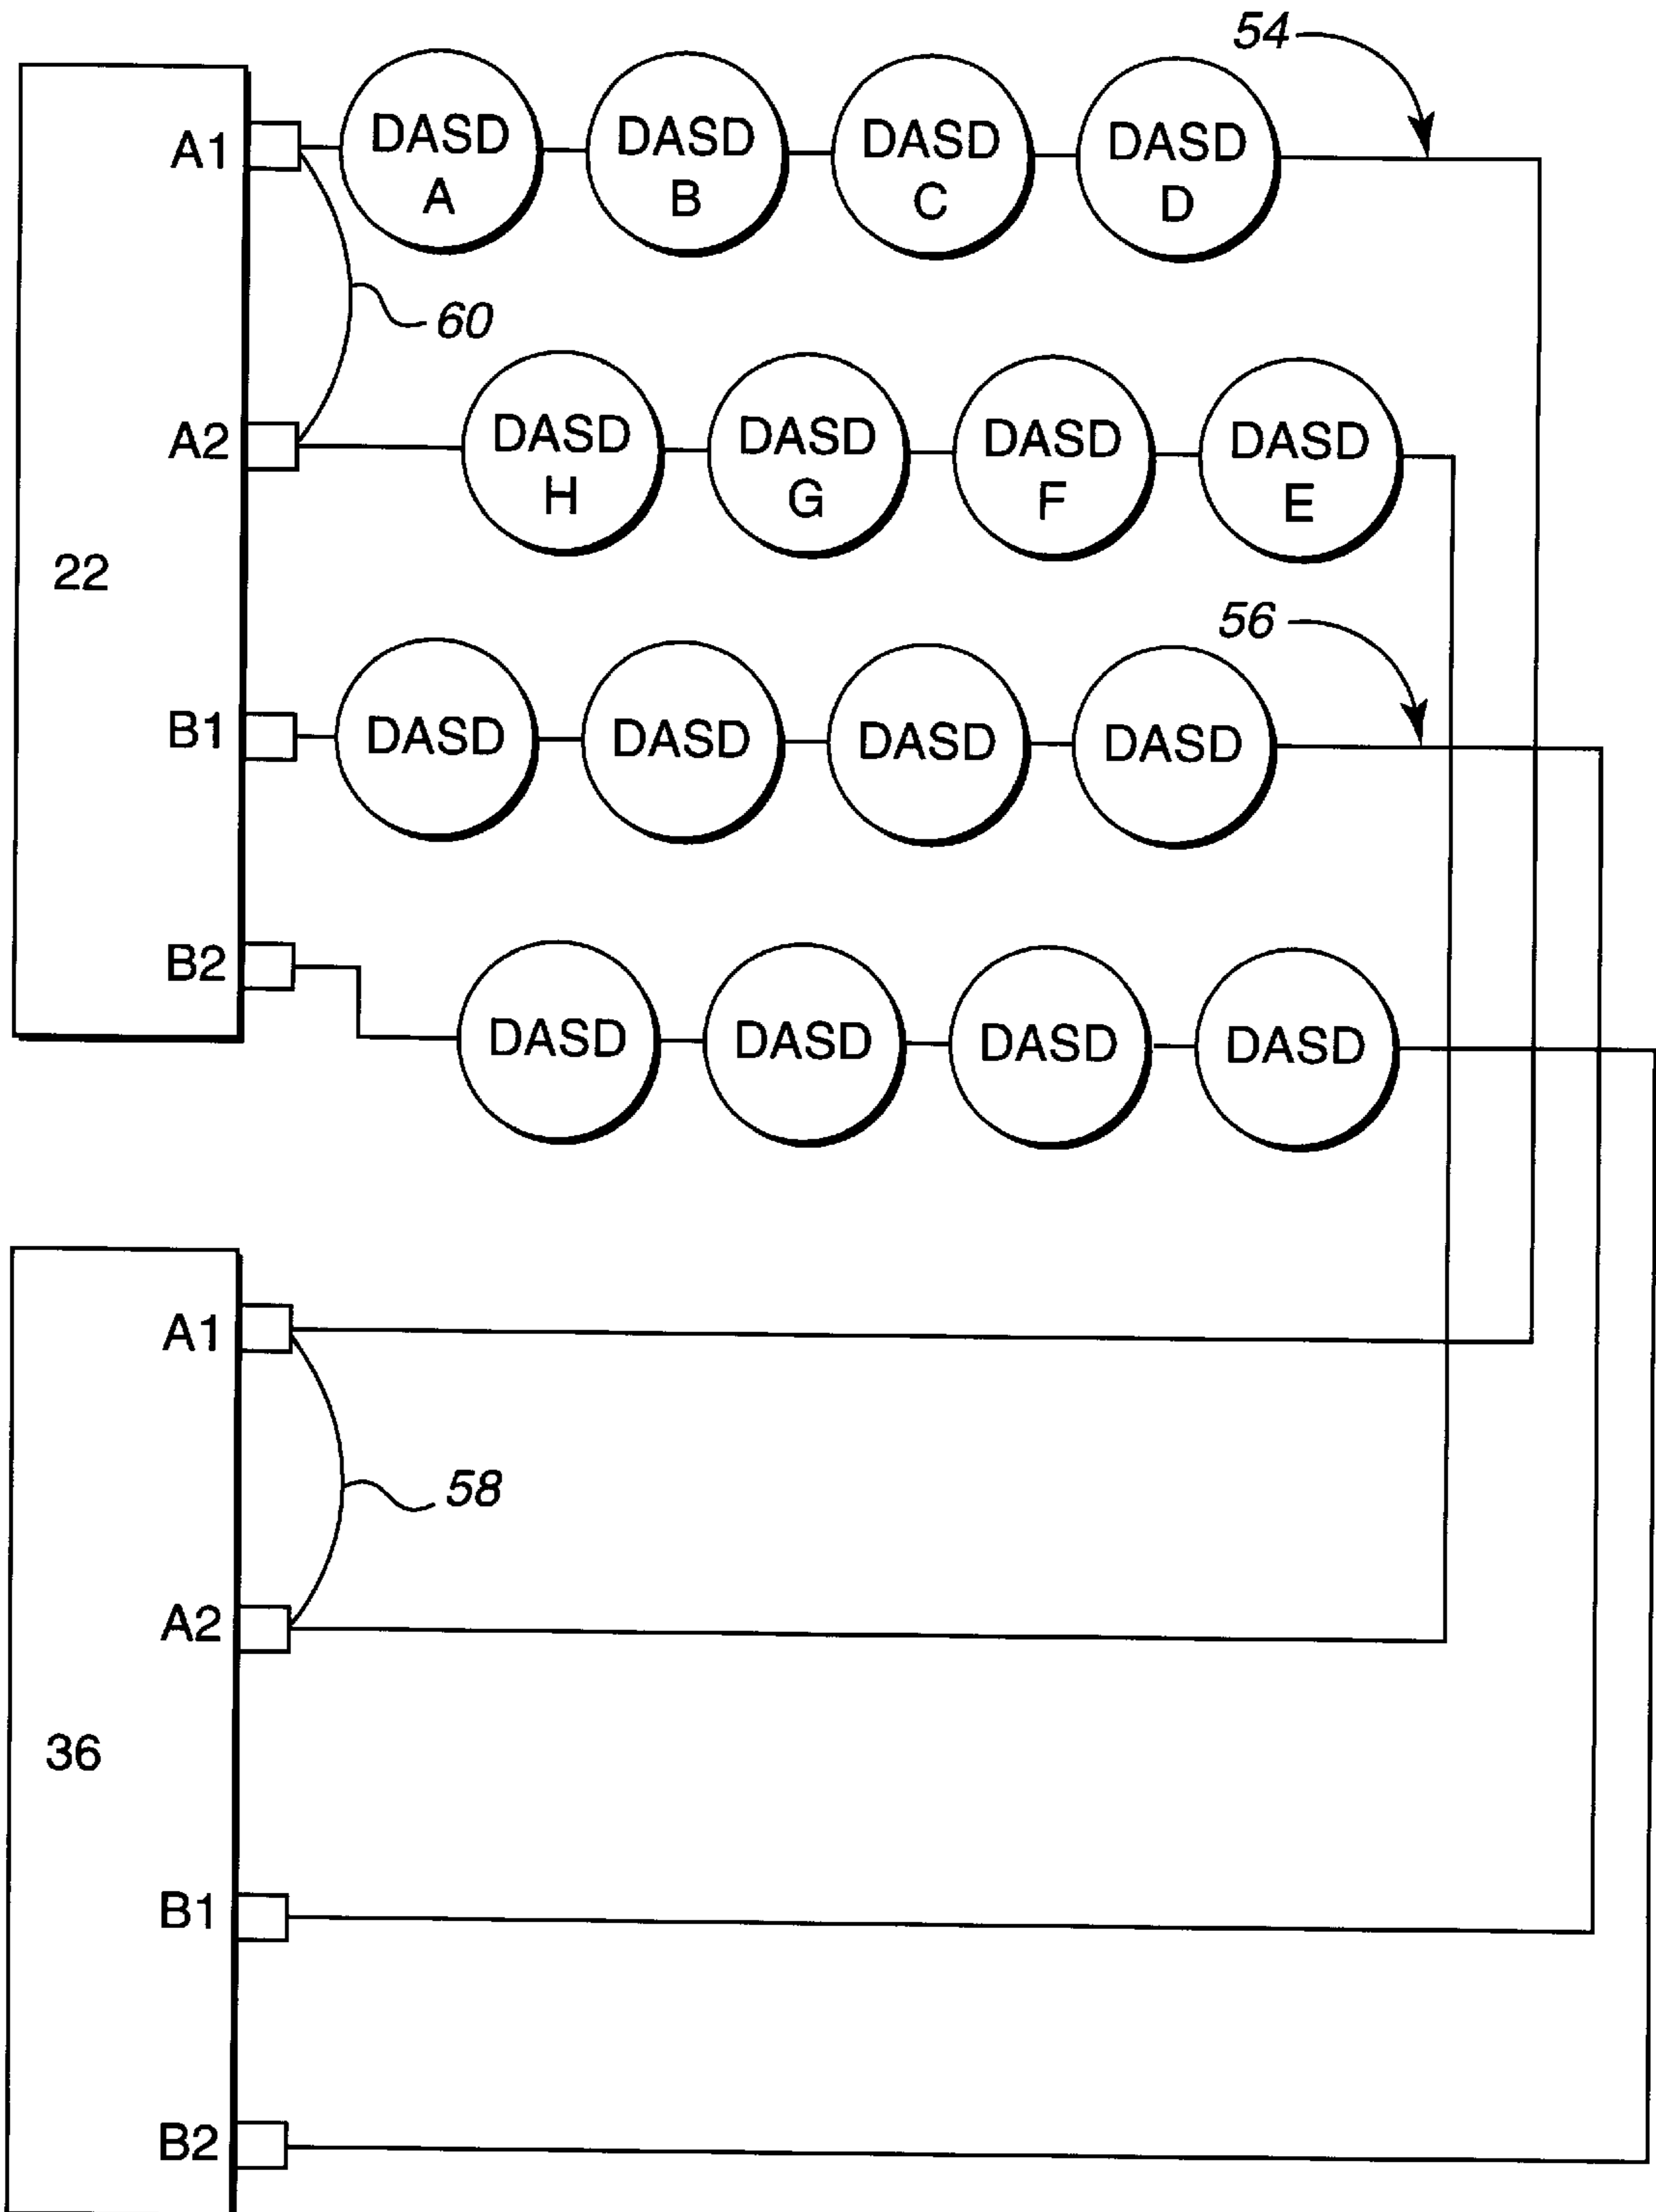 54
A1
DASD A
DASD B
DASD C
DASD D
60
A2
DASD H
DASD G
DASD F
DASD E
22
56
B1
DASD
DASD
DASD
DASD
B2
DASD
DASD
DASD
DASD
A1
58
A2
36
B1
B2